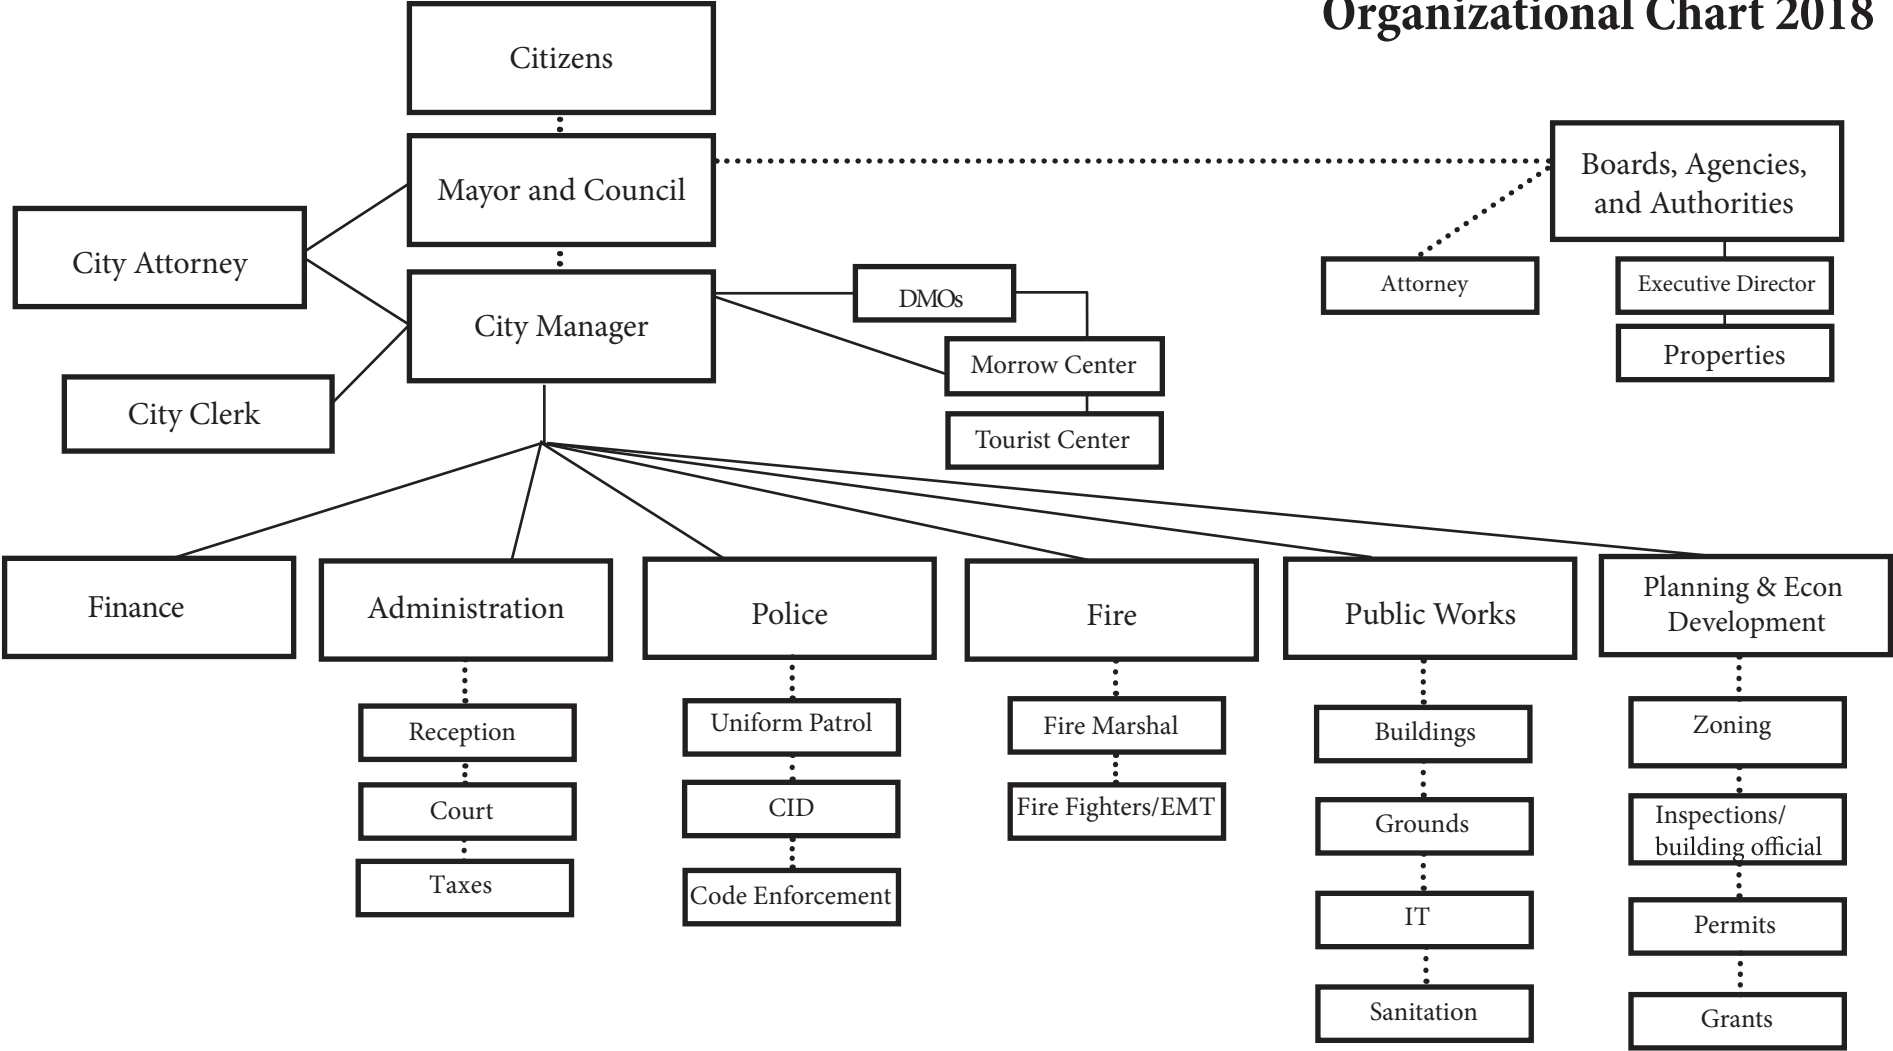 Organizational Chart 2018
Citizens
Mayor and Council
Boards, Agencies,
and Authorities
City Attorney
City Manager
DMOs
Attorney
Executive Director
Morrow Center
Properties
City Clerk
Tourist Center
Finance
Administration
Police
Fire
Public Works
Planning & Econ
Development
Reception
Court
Taxes
Uniform Patrol
CID
Code Enforcement
Fire Marshal
Fire Fighters/EMT
Buildings
Grounds
IT
Sanitation
Zoning
Inspections/
building official
Permits
Grants